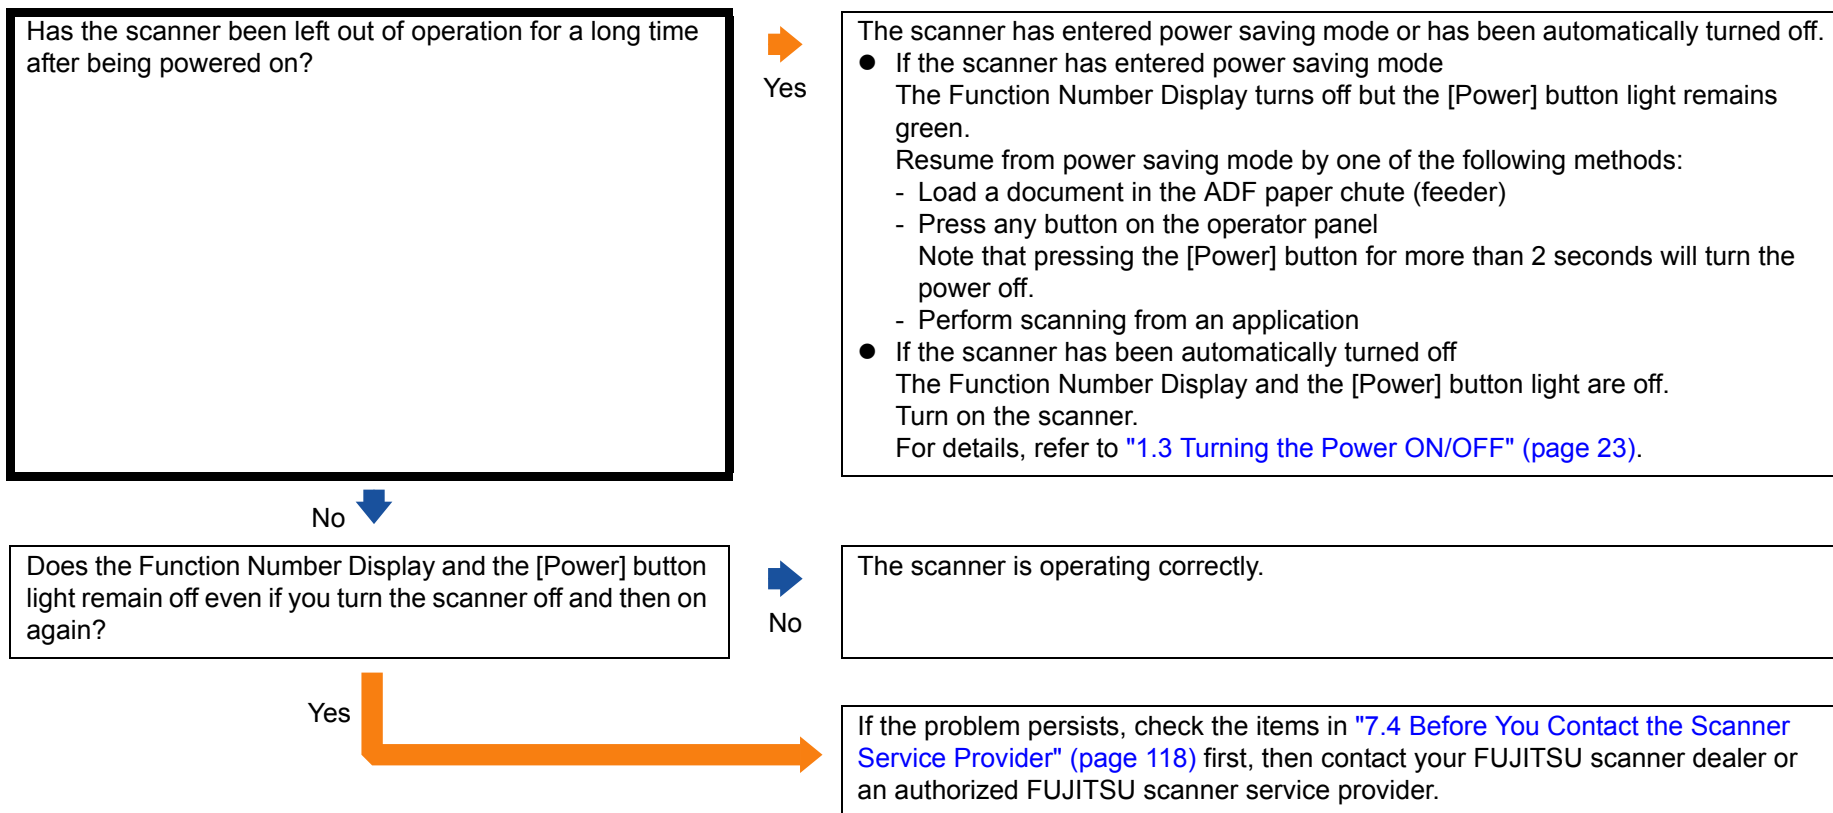 Has the scanner been left out of operation for a long time
after being powered on?
Yes
The scanner has entered power saving mode or has been automatically turned off.
● If the scanner has entered power saving mode
The Function Number Display turns off but the [Power] button light remains
green.
Resume from power saving mode by one of the following methods:
- Load a document in the ADF paper chute (feeder)
- Press any button on the operator panel
Note that pressing the [Power] button for more than 2 seconds will turn the
power off.
- Perform scanning from an application
● If the scanner has been automatically turned off
The Function Number Display and the [Power] button light are off.
Turn on the scanner.
For details, refer to "1.3 Turning the Power ON/OFF" (page 23).
No
Does the Function Number Display and the [Power] button
light remain off even if you turn the scanner off and then on
again?
No
The scanner is operating correctly.
Yes
If the problem persists, check the items in "7.4 Before You Contact the Scanner
Service Provider" (page 118) first, then contact your FUJITSU scanner dealer or
an authorized FUJITSU scanner service provider.